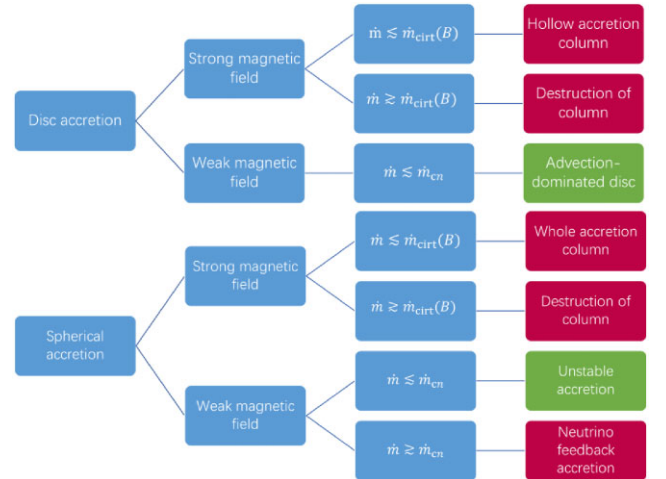 Disc accretion
Strong magnetic
field
ṁ ≲ ṁcirt(B)
Hollow accretion
column
ṁ ≳ ṁcirt(B)
Destruction of
column
Weak magnetic
field
ṁ ≲ ṁcn
Advection-
dominated disc
Spherical
accretion
Strong magnetic
field
ṁ ≲ ṁcirt(B)
Whole accretion
column
ṁ ≳ ṁcirt(B)
Destruction of
column
Weak magnetic
field
ṁ ≲ ṁcn
Unstable
accretion
ṁ ≳ ṁcn
Neutrino
feedback
accretion